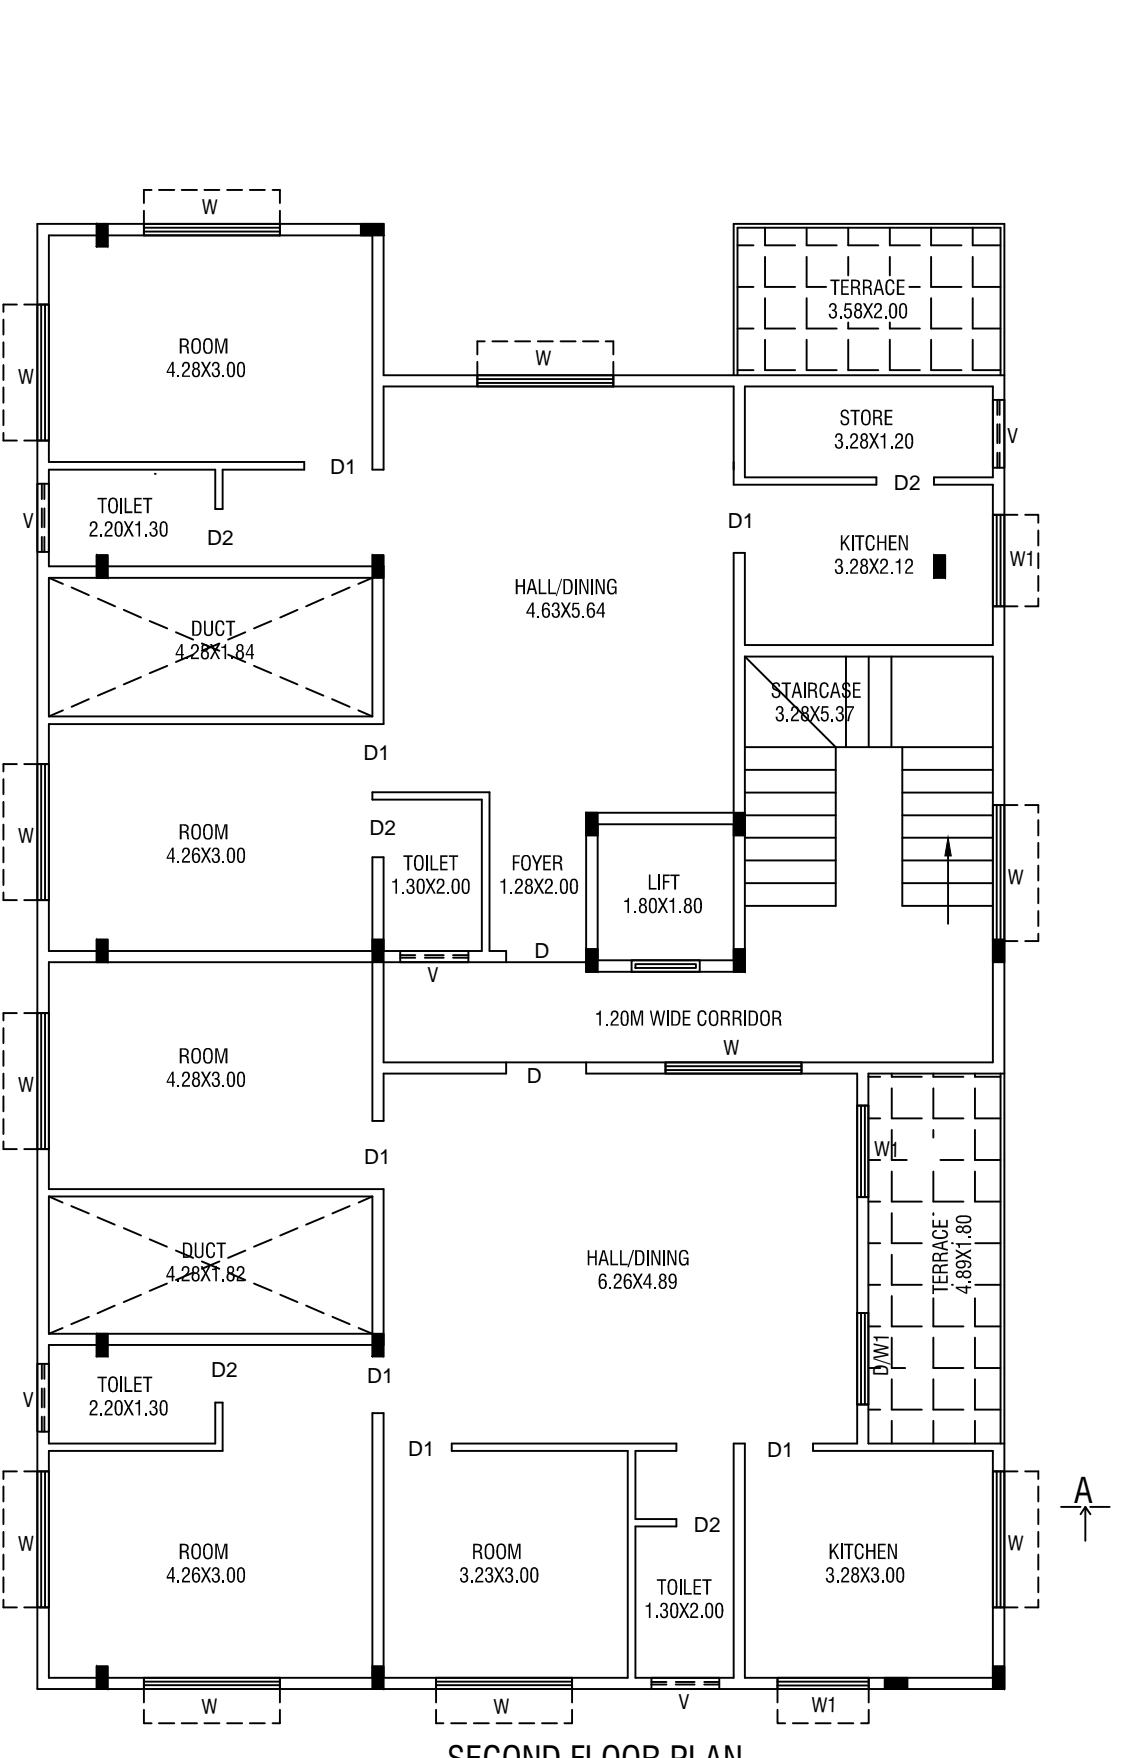 W
W
ROOM
4.28X3.00
TERRACE
3.58X2.00
W
STORE
3.28X1.20
V
D1
D2
TOILET
2.20X1.30
V
D2
D1
KITCHEN
3.28X2.12
W1
HALL/DINING
4.63X5.64
DUCT
4.28X1.84
STAIRCASE
3.28X5.37
D1
W
ROOM
4.26X3.00
D2
TOILET
1.30X2.00
FOYER
1.28X2.00
LIFT
1.80X1.80
W
D
V
1.20M WIDE CORRIDOR
W
W
ROOM
4.28X3.00
D
D1
W1
DUCT
4.28X1.82
HALL/DINING
6.26X4.89
TERRACE
4.89X1.80
D/W1
V
TOILET
2.20X1.30
D2
D1
D1
D1
A
W
ROOM
4.26X3.00
ROOM
3.23X3.00
D2
TOILET
1.30X2.00
KITCHEN
3.28X3.00
W
W
W
V
W1
SECOND FLOOR PLAN